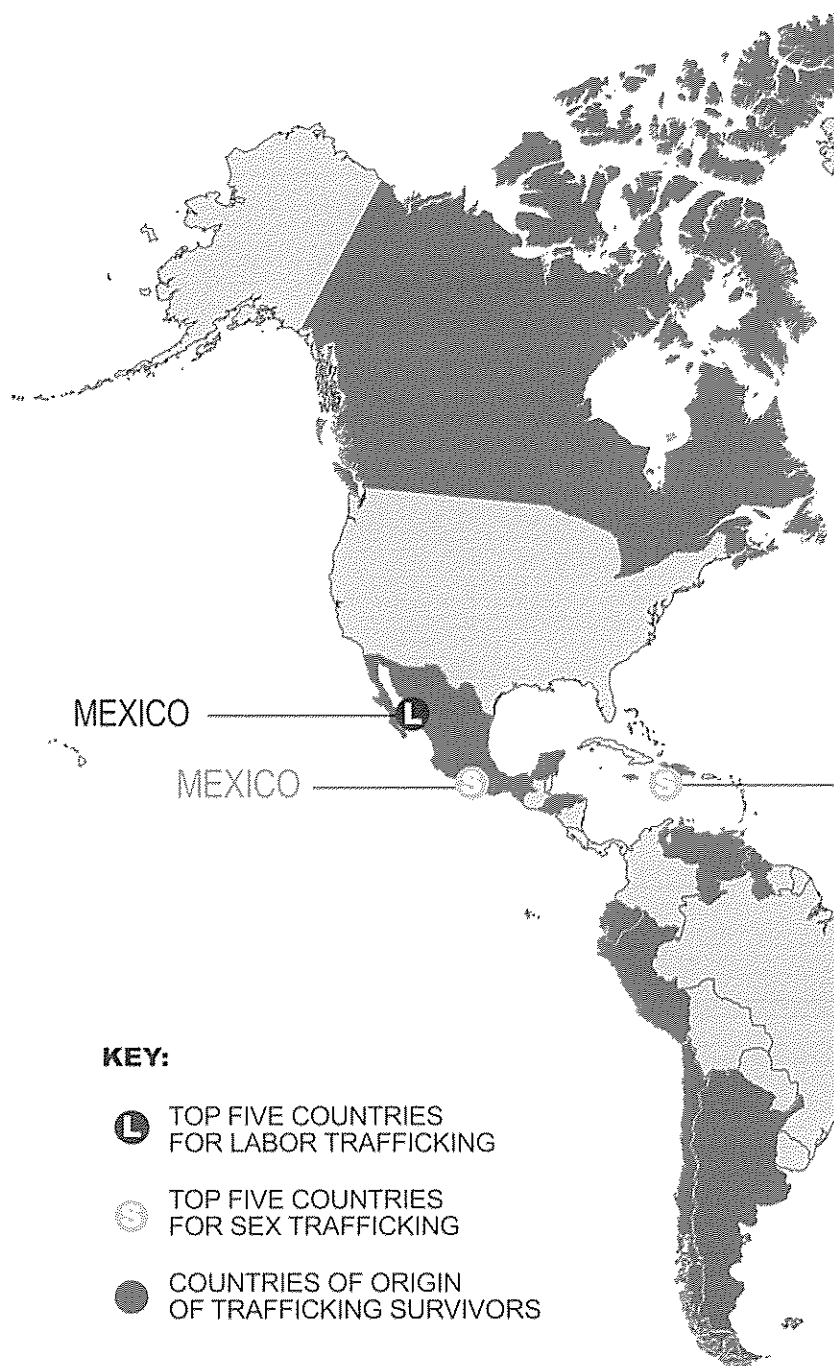 MEXICO
L
MEXICO
S
S
KEY:
L TOP FIVE COUNTRIES
FOR LABOR TRAFFICKING
S TOP FIVE COUNTRIES
FOR SEX TRAFFICKING
COUNTRIES OF ORIGIN
OF TRAFFICKING SURVIVORS